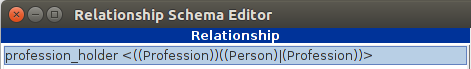 Relationship Schema Editor
Relationship
profession_holder <((Profession))((Person)|(Profession))>